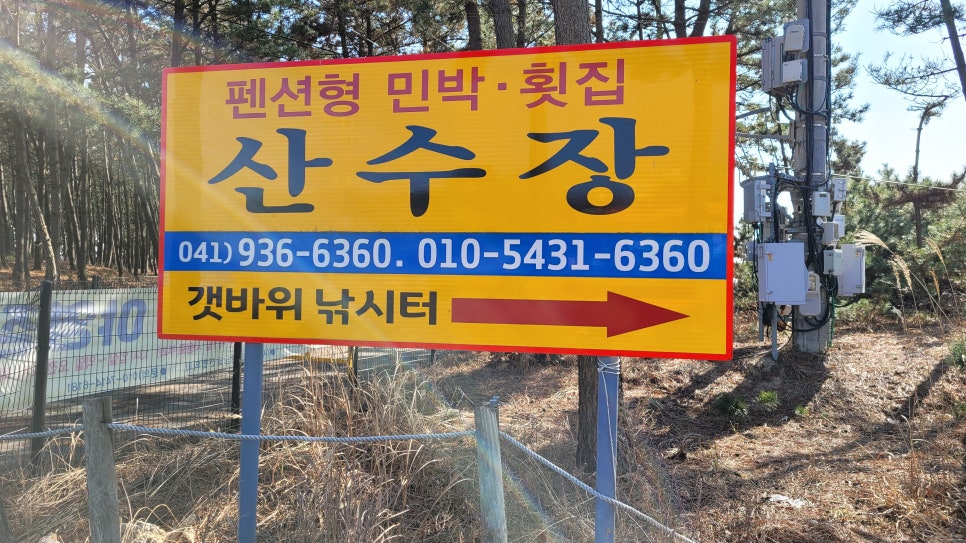 펜션형 민박·횟집
산수장
041)936-6360. 010-5431-6360
갯바위 낚시터